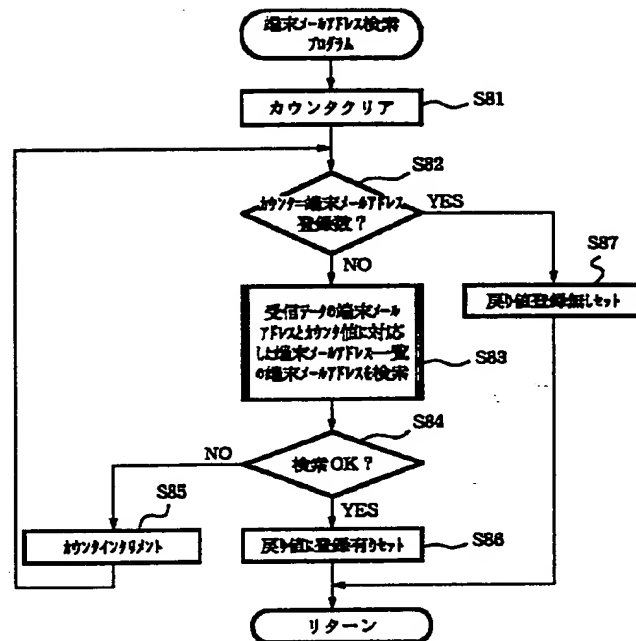 端末メールアドレス検索
プログラム
カウンタクリア
S81
S82
カウンタ=端末メールアドレス
登録数?
YES
NO
S87
戻り値登録無しセット
受信データの端末メール
アドレスとカウンタ値に対応
した端末メールアドレス一覧
の端末メールアドレスを検索
S83
S84
検索OK?
NO
YES
S85
カウンタインクリメント
戻り値に登録有りセット
S86
リターン